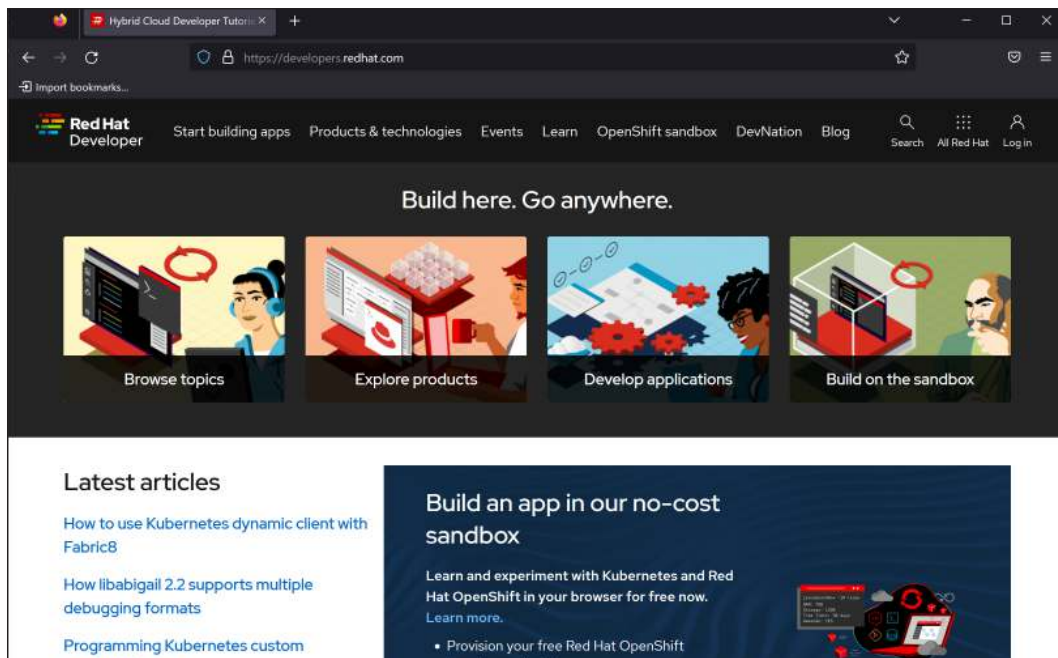 Hybrid Cloud Developer Tutori
https://developers.redhat.com
Import bookmarks...
Red Hat
Developer
Start building apps
Products & technologies
Events
Learn
OpenShift sandbox
DevNation
Blog
Search
All Red Hat
Log in
Build here. Go anywhere.
Browse topics
Explore products
Develop applications
Build on the sandbox
Latest articles
How to use Kubernetes dynamic client with
Fabric8
How libabigail 2.2 supports multiple
debugging formats
Programming Kubernetes custom
Build an app in our no-cost
sandbox
Learn and experiment with Kubernetes and Red
Hat OpenShift in your browser for free now.
Learn more.
• Provision your free Red Hat OpenShift